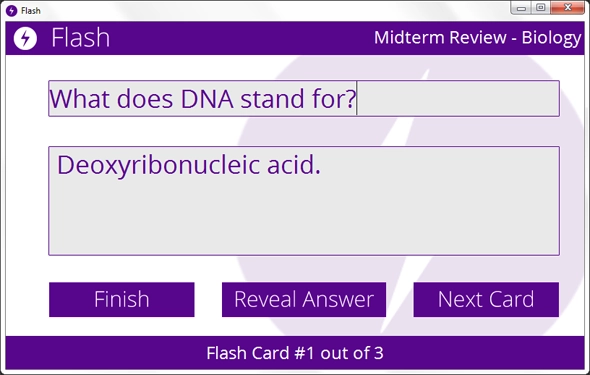 Flash
Flash
Midterm Review - Biology
What does DNA stand for?
Deoxyribonucleic acid.
Finish
Reveal Answer
Next Card
Flash Card #1 out of 3